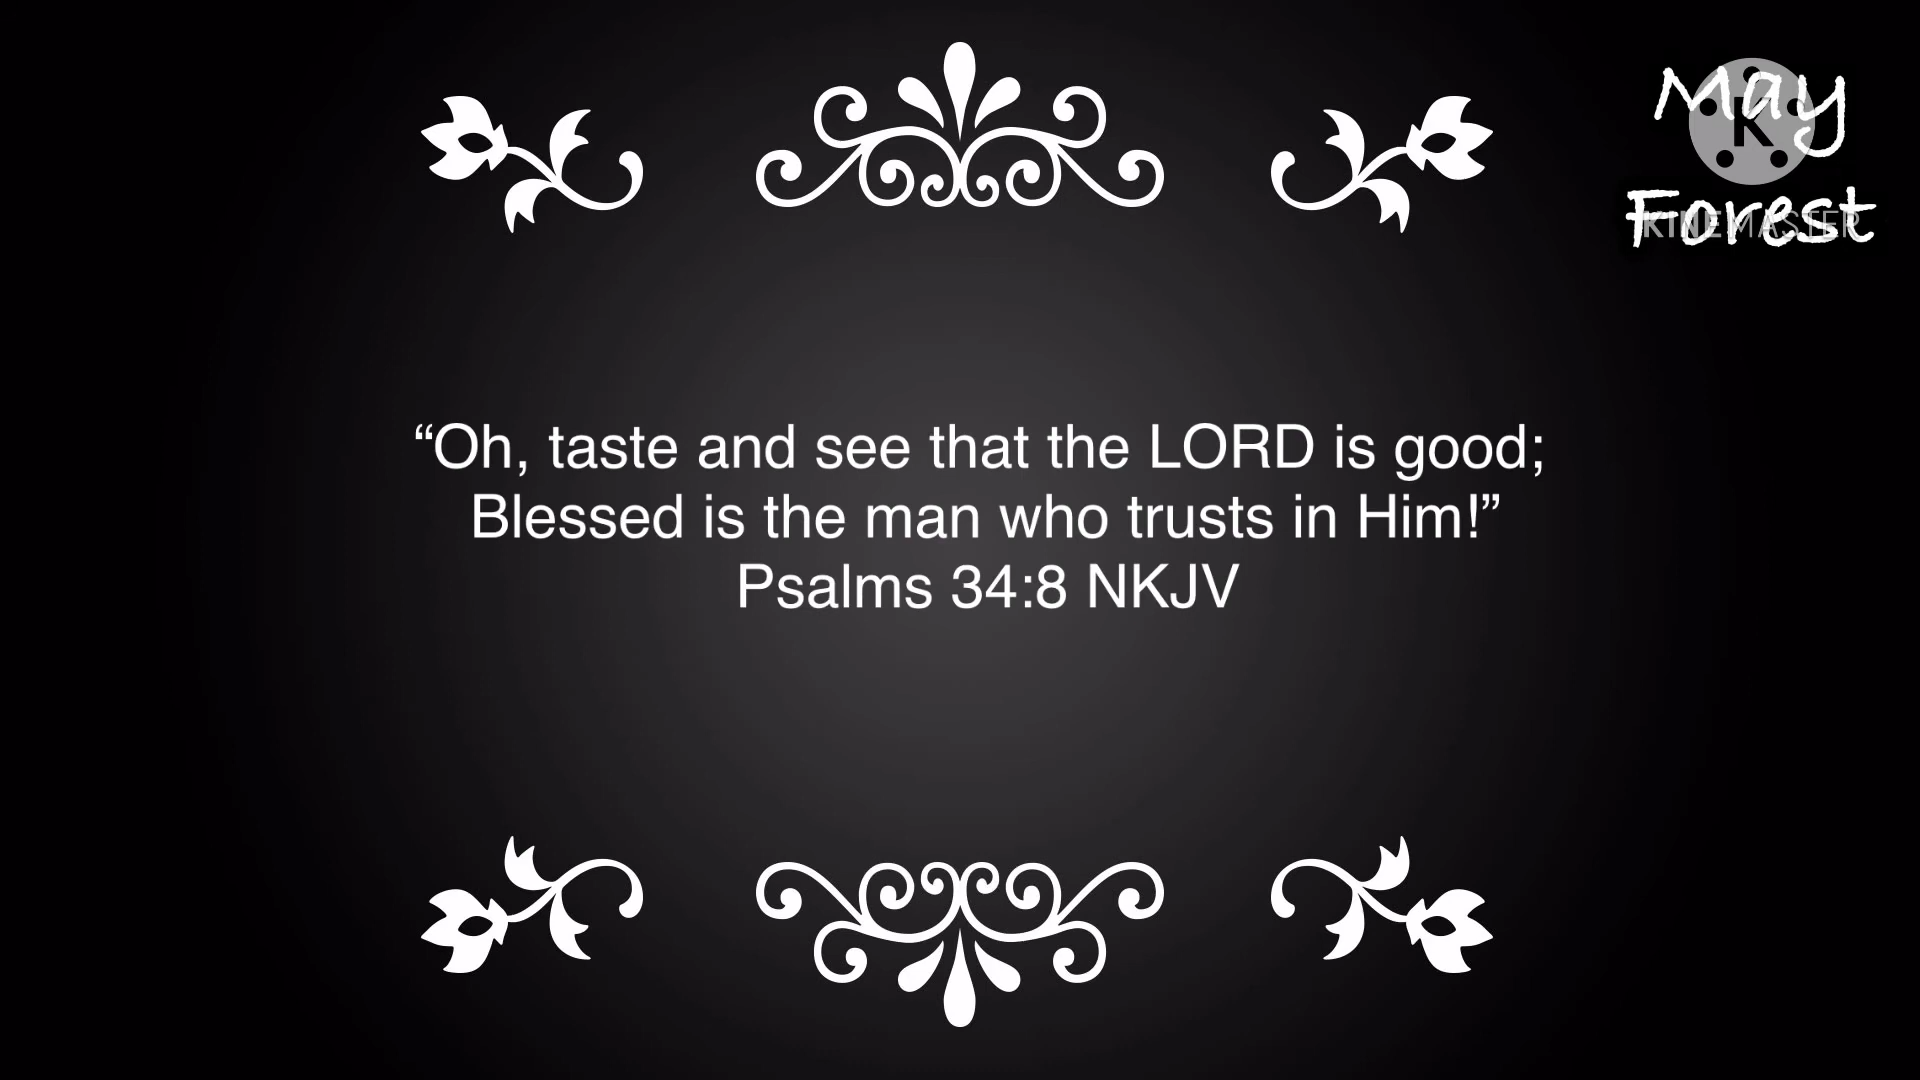 May
K
Forest
KINEMASTER
“Oh, taste and see that the LORD is good;
Blessed is the man who trusts in Him!”
Psalms 34:8 NKJV